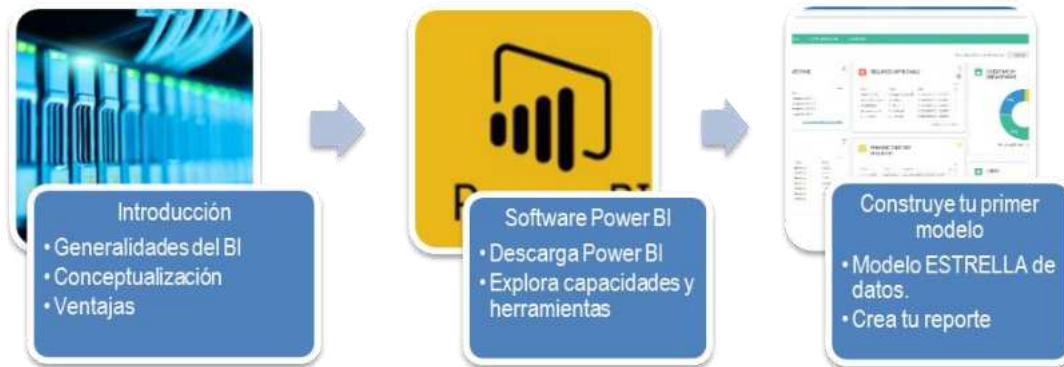 Introducción
• Generalidades del BI
• Conceptualización
• Ventajas
Software Power BI
• Descarga Power BI
• Explora capacidades y
herramientas
Construye tu primer
modelo
• Modelo ESTRELLA de
datos.
• Crea tu reporte